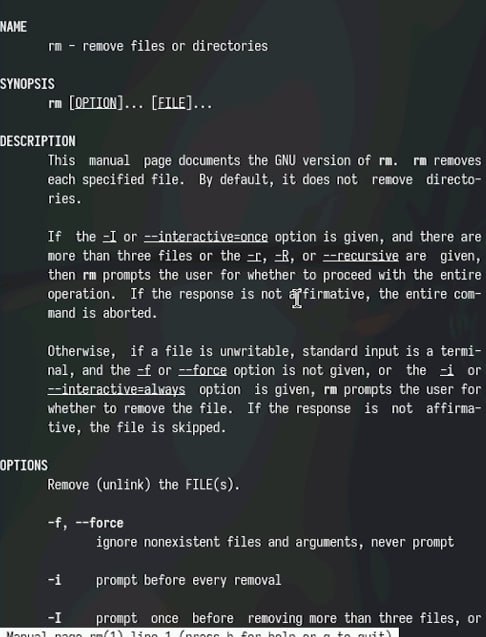 NAME
rm - remove files or directories
SYNOPSIS
rm [OPTION]... [FILE]...
DESCRIPTION
This manual page documents the GNU version of rm. rm removes
each specified file. By default, it does not remove directo-
ries.
If the -I or --interactive=once option is given, and there are
more than three files or the -r, -R, or --recursive are given,
then rm prompts the user for whether to proceed with the entire
operation. If the response is not affirmative, the entire com-
mand is aborted.
Otherwise, if a file is unwritable, standard input is a termi-
nal, and the -f or --force option is not given, or the -i or
--interactive=always option is given, rm prompts the user for
whether to remove the file. If the response is not affirma-
tive, the file is skipped.
OPTIONS
Remove (unlink) the FILE(s).
-f, --force
ignore nonexistent files and arguments, never prompt
-i prompt before every removal
-I prompt once before removing more than three files, or
Manual page rm(1) line 1 (press h for help or q to quit)